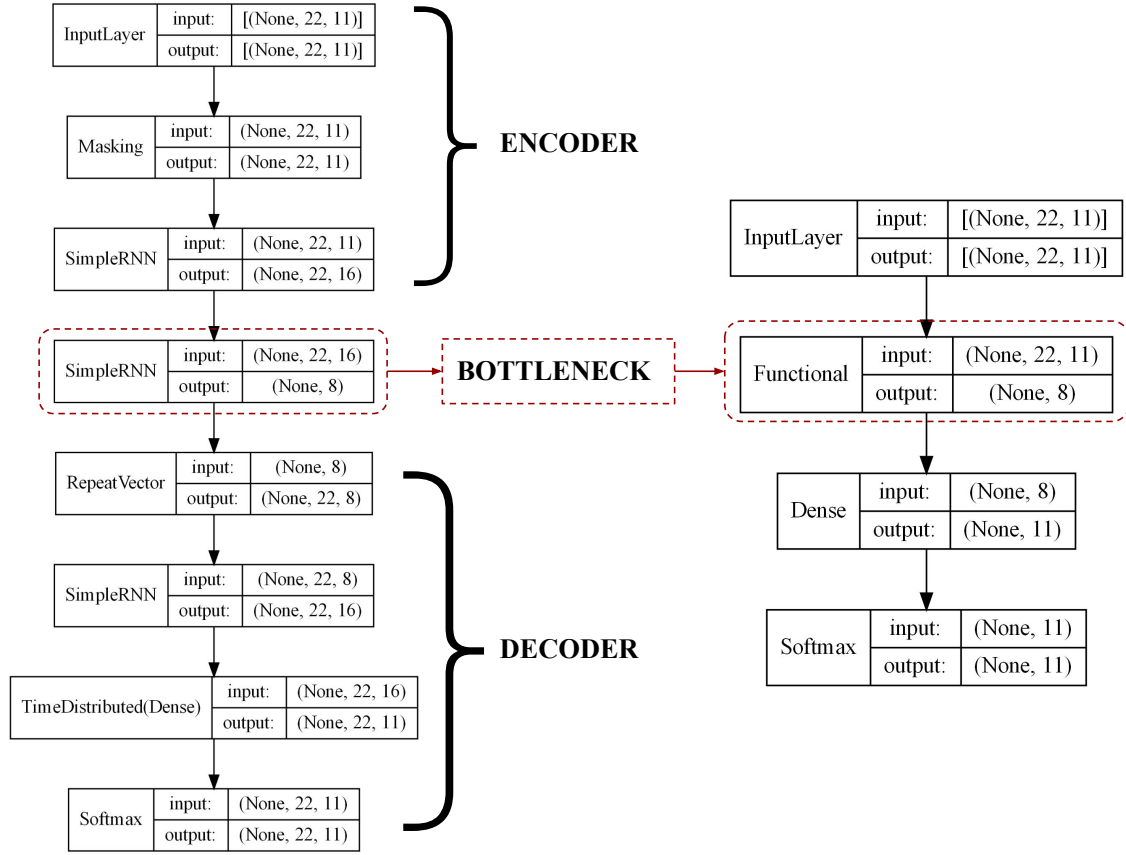 InputLayer
input: [(None, 22, 11)]
output: [(None, 22, 11)]
Masking
input: (None, 22, 11)
output: (None, 22, 11)
SimpleRNN
input: (None, 22, 11)
output: (None, 22, 16)
ENCODER
SimpleRNN
input: (None, 22, 16)
output: (None, 8)
BOTTLENECK
RepeatVector
input: (None, 8)
output: (None, 22, 8)
SimpleRNN
input: (None, 22, 8)
output: (None, 22, 16)
TimeDistributed(Dense)
input: (None, 22, 16)
output: (None, 22, 11)
Softmax
input: (None, 22, 11)
output: (None, 22, 11)
DECODER
InputLayer
input: [(None, 22, 11)]
output: [(None, 22, 11)]
Functional
input: (None, 22, 11)
output: (None, 8)
Dense
input: (None, 8)
output: (None, 11)
Softmax
input: (None, 11)
output: (None, 11)